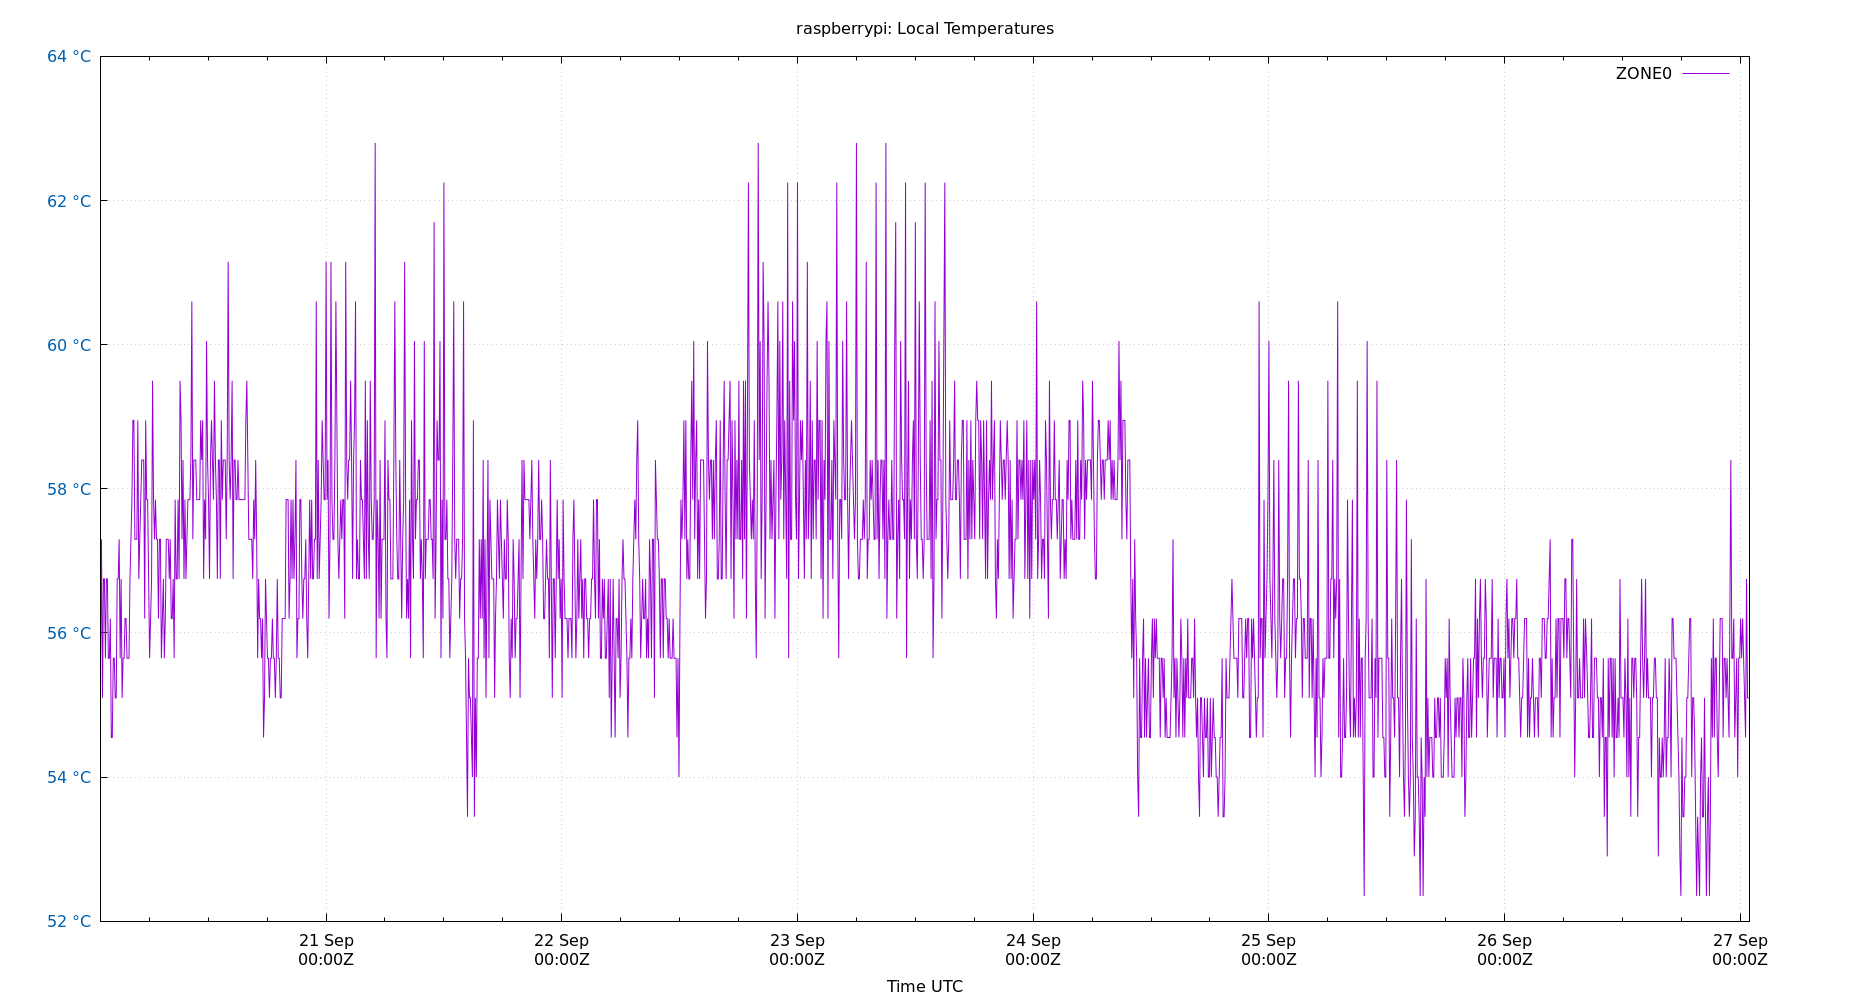 raspberrypi: Local Temperatures
64 °C
ZONE0
62 °C
60 °C
58 °C
56 °C
54 °C
52 °C
21 Sep
00:00Z
22 Sep
00:00Z
23 Sep
00:00Z
24 Sep
00:00Z
25 Sep
00:00Z
26 Sep
00:00Z
27 Sep
00:00Z
Time UTC